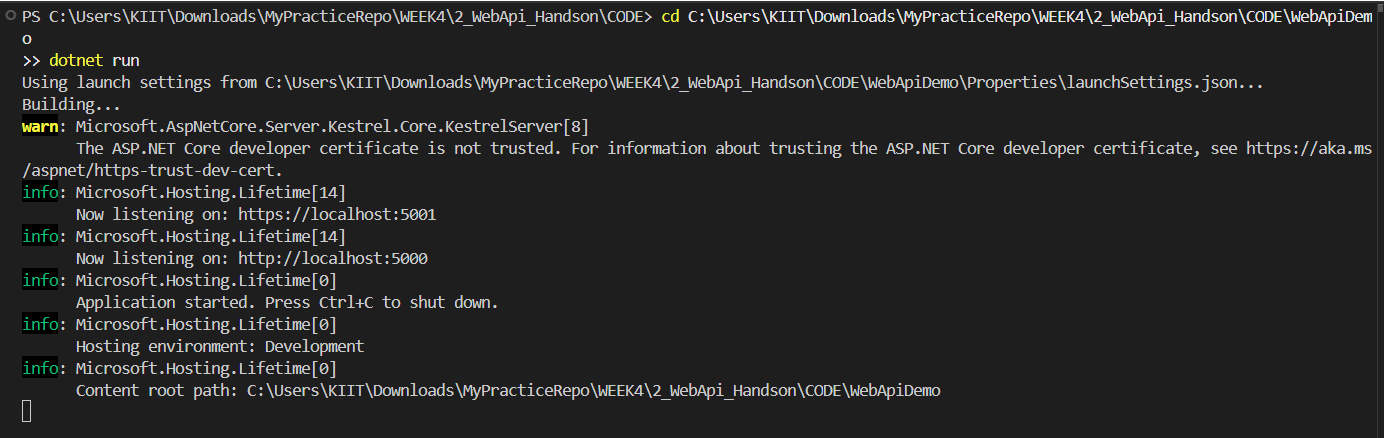 PS C:\Users\KIIT\Downloads\MyPracticeRepo\WEEK4\2_WebApi_Handson\CODE> cd C:\Users\KIIT\Downloads\MyPracticeRepo\WEEK4\2_WebApi_Handson\CODE\WebApiDem
o
>> dotnet run
Using launch settings from C:\Users\KIIT\Downloads\MyPracticeRepo\WEEK4\2_WebApi_Handson\CODE\WebApiDemo\Properties\launchSettings.json...
Building...
warn: Microsoft.AspNetCore.Server.Kestrel.Core.KestrelServer[8]
      The ASP.NET Core developer certificate is not trusted. For information about trusting the ASP.NET Core developer certificate, see https://aka.ms
/aspnet/https-trust-dev-cert.
info: Microsoft.Hosting.Lifetime[14]
      Now listening on: https://localhost:5001
info: Microsoft.Hosting.Lifetime[14]
      Now listening on: http://localhost:5000
info: Microsoft.Hosting.Lifetime[0]
      Application started. Press Ctrl+C to shut down.
info: Microsoft.Hosting.Lifetime[0]
      Hosting environment: Development
info: Microsoft.Hosting.Lifetime[0]
      Content root path: C:\Users\KIIT\Downloads\MyPracticeRepo\WEEK4\2_WebApi_Handson\CODE\WebApiDemo